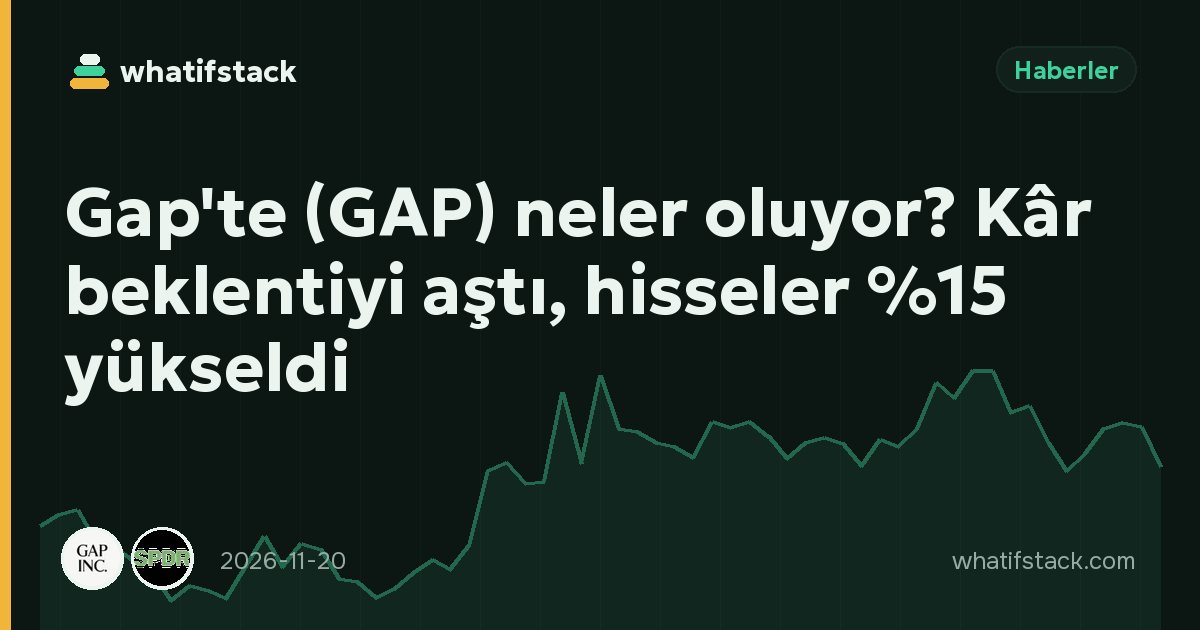 whatifstack
Haberler
Gap'te (GAP) neler oluyor? Kâr
beklentiyi aştı, hisseler %15
yükseldi
GAP
INC.
SPDR
2026-11-20
whatifstack.com